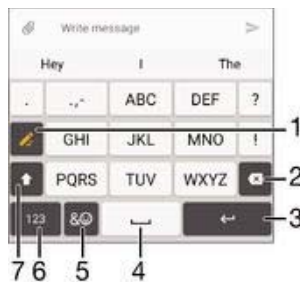 Write message
Hey I The
. .,- ABC DEF ?
GHI JKL MNO ! 1
PQRS TUV WXYZ 2
123 &☺ 3
7 6 5 4